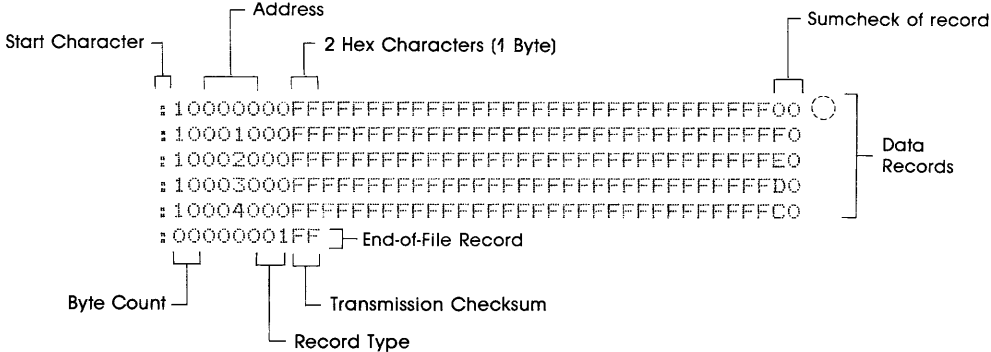 Address
Sumcheck of record
Start Character
2 Hex Characters (1 Byte)
:10000000FFFFFFFFFFFFFFFFFFFFFFFFFFFFFFFF00
:10001000FFFFFFFFFFFFFFFFFFFFFFFFFFFFFFFFF0
:10002000FFFFFFFFFFFFFFFFFFFFFFFFFFFFFFFFE0
:10003000FFFFFFFFFFFFFFFFFFFFFFFFFFFFFFFFD0
:10004000FFFFFFFFFFFFFFFFFFFFFFFFFFFFFFFFC0
Data
Records
:00000001FF
End-of-File Record
Byte Count
Transmission Checksum
Record Type